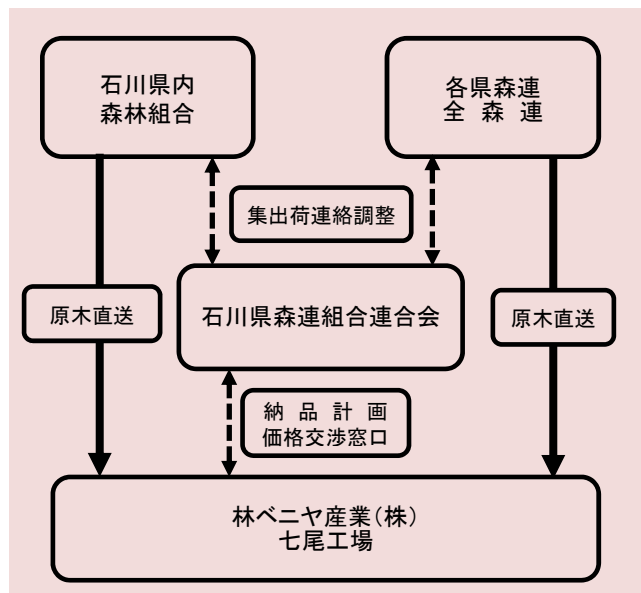 石川県内
森林組合
各県森連
全 森 連
集出荷連絡調整
石川県森連組合連合会
原木直送
原木直送
納 品 計 画
価格交渉窓口
林ベニヤ産業(株)
七尾工場